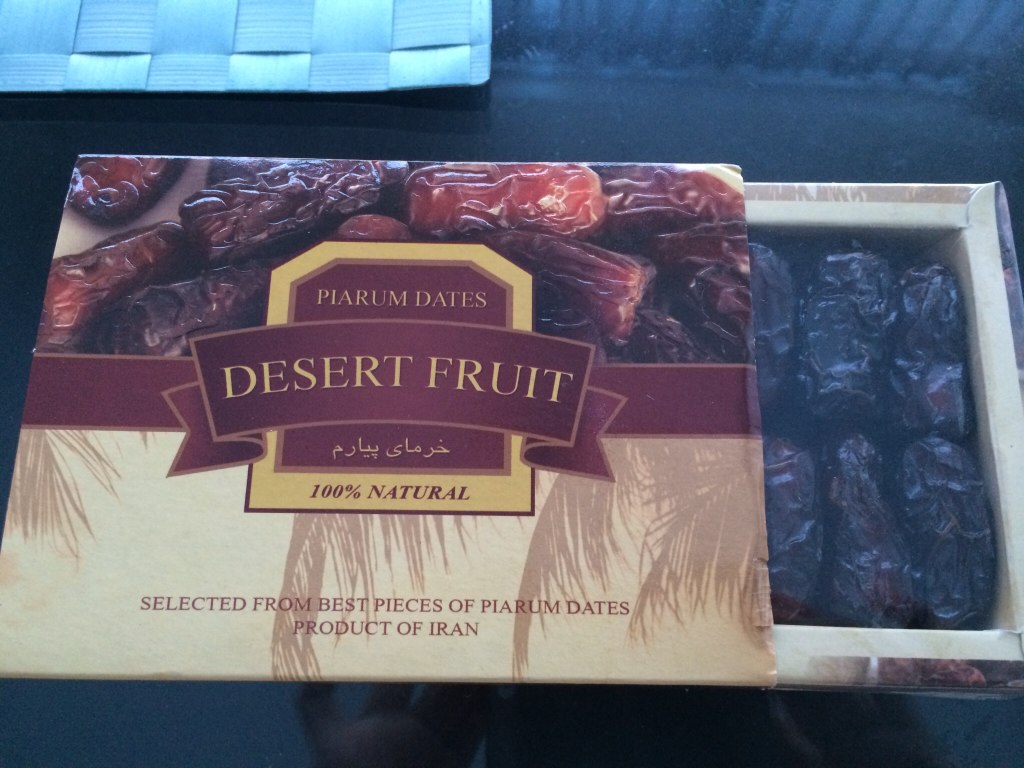 PIARUM DATES
DESERT FRUIT
خرمای پیارم
100% NATURAL
SELECTED FROM BEST PIECES OF PIARUM DATES
PRODUCT OF IRAN